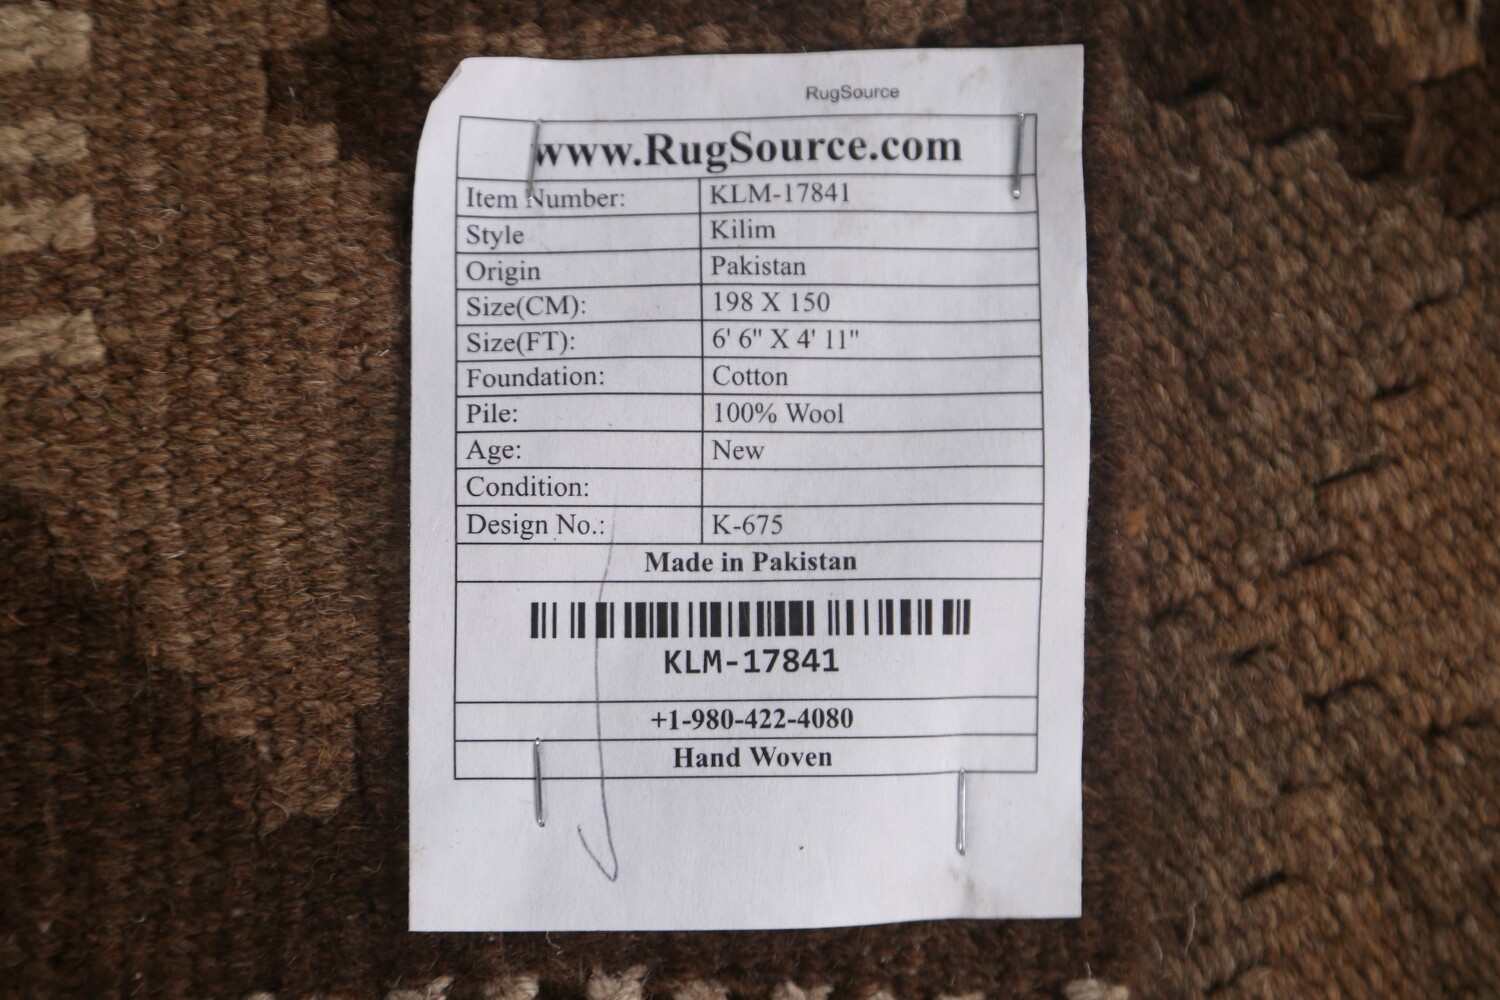 RugSource
www.RugSource.com
Item Number: KLM-17841
Style Kilim
Origin Pakistan
Size(CM): 198 X 150
Size(FT): 6' 6" X 4' 11"
Foundation: Cotton
Pile: 100% Wool
Age: New
Condition:
Design No.: K-675
Made in Pakistan
KLM-17841
+1-980-422-4080
Hand Woven